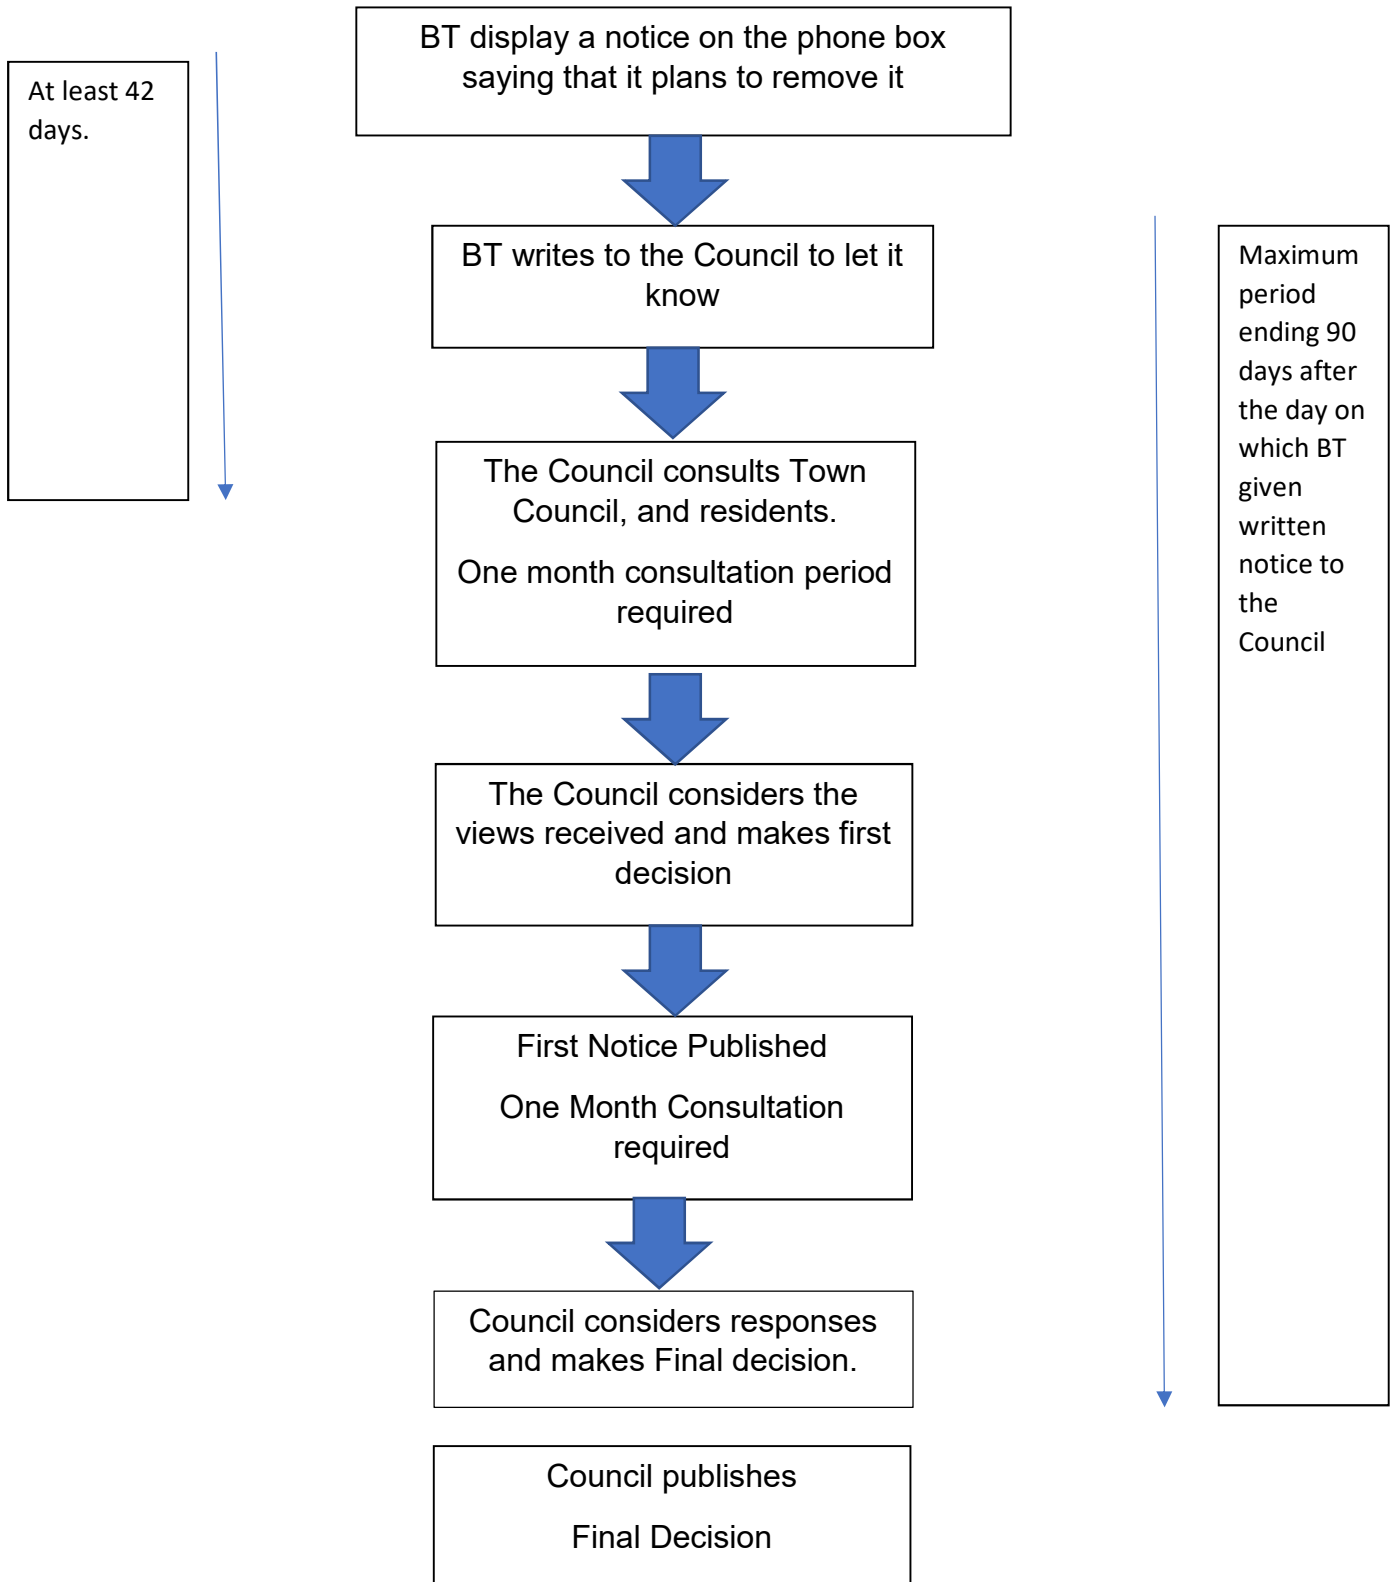 BT display a notice on the phone box
saying that it plans to remove it
At least 42
days.
BT writes to the Council to let it
know
Maximum
period
ending 90
days after
the day on
which BT
given
written
notice to
the
Council
The Council consults Town
Council, and residents.
One month consultation period
required
The Council considers the
views received and makes first
decision
First Notice Published
One Month Consultation
required
Council considers responses
and makes Final decision.
Council publishes
Final Decision